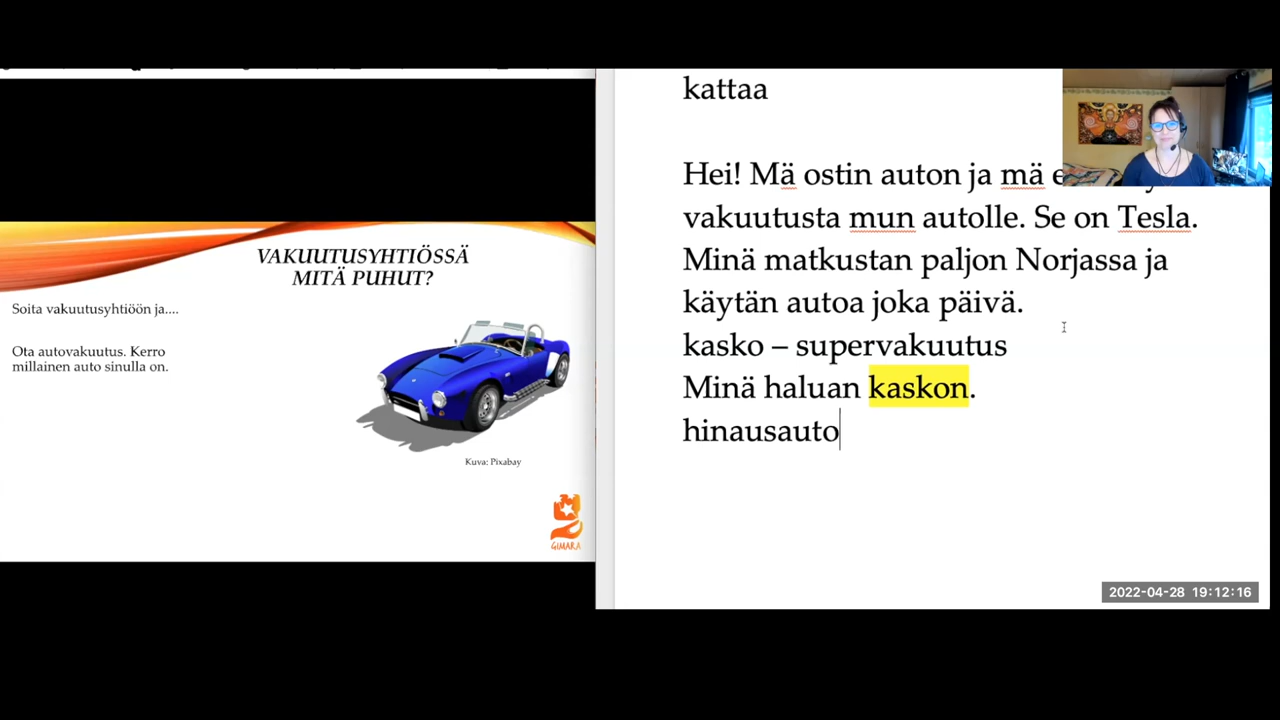 VAKUUTUSYHTIÖSSÄ
MITÄ PUHUT?
Soita vakuutusyhtiöön ja....
Ota autovakuutus. Kerro
millainen auto sinulla on.
Kuva: Pixabay
GIMARA
kattaa
Hei! Mä ostin auton ja mä
vakuutusta mun autolle. Se on Tesla.
Minä matkustan paljon Norjassa ja
käytän autoa joka päivä.
kasko – supervakuutus
Minä haluan kaskon.
hinausauto
2022-04-28 19:12:16